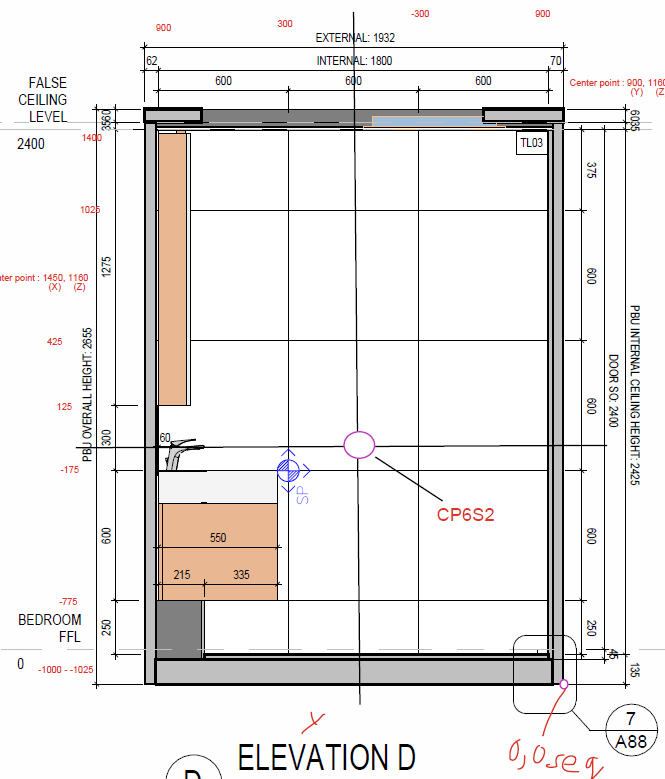 900
300
-300
900
EXTERNAL: 1932
62
INTERNAL: 1800
70
600
600
600
Center point : 900, 1160
(Y) (Z
FALSE
CEILING
LEVEL
2400
3560
6035
1400
TL03
375
1025
1275
600
nter point : 1450, 1160
(X) (Z)
425
PBU OVERALL HEIGHT: 2655
PBU INTERNAL CEILING HEIGHT: 2425
DOOR SO: 2400
125
600
300
60
-175
SP
CP6S2
600
600
550
215
335
-775
BEDROOM
FFL
250
250
0
-1000 - -1025
45
135
7
A88
ELEVATION D
0,0seq
D